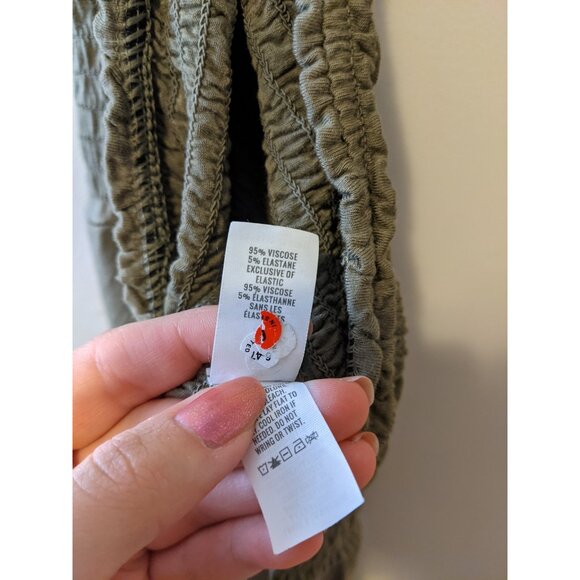 95% VISCOSE
5% ELASTANE
EXCLUSIVE OF
ELASTIC
95% VISCOSE
5% ÉLASTHANNE
SANS LES
LAY FLAT TO
COOL IRON IF
NEEDED. DO NOT
WRING OR TWIST.